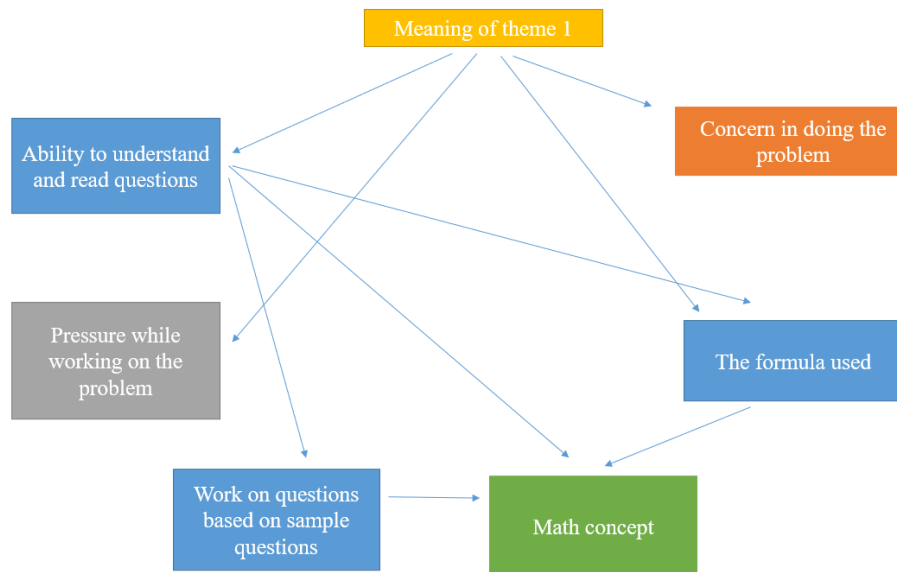 Meaning of theme 1
Concern in doing the
problem
Ability to understand
and read questions
Pressure while
working on the
problem
The formula used
Work on questions
based on sample
questions
Math concept